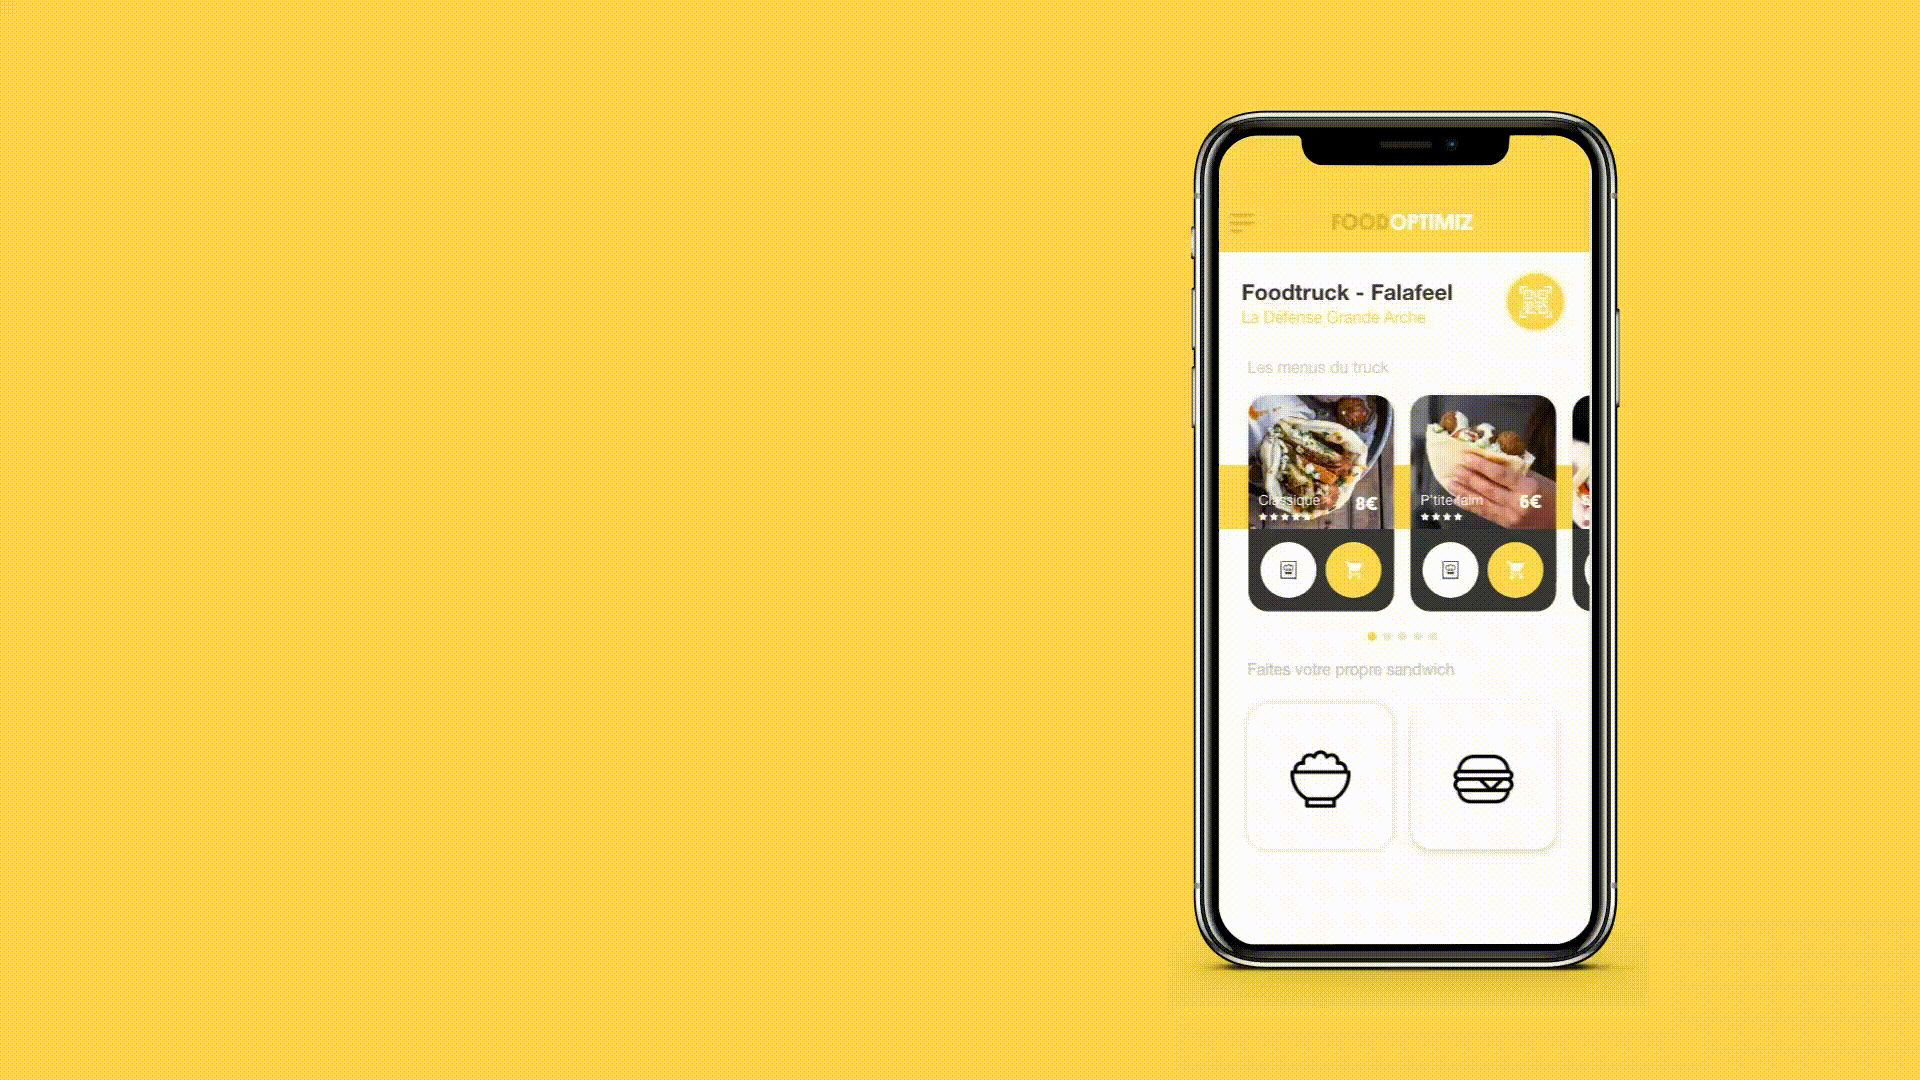 FOODOPTIMIZ
Foodtruck - Falafeel
La Défense Grande Arche
Les menus du truck
Classique 8€
P'tite faim 6€
Faites votre propre sandwich